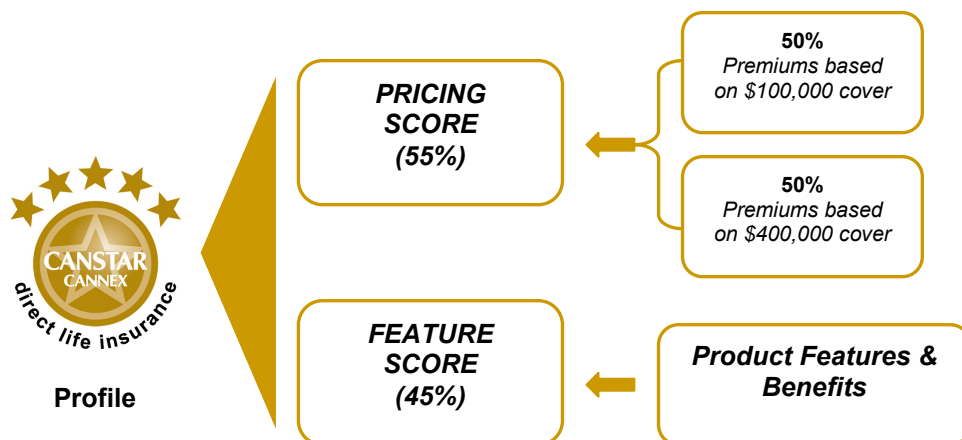 CANSTAR
CANNEX
direct life insurance
Profile
PRICING
SCORE
(55%)
50%
Premiums based
on $100,000 cover
50%
Premiums based
on $400,000 cover
FEATURE
SCORE
(45%)
Product Features &
Benefits